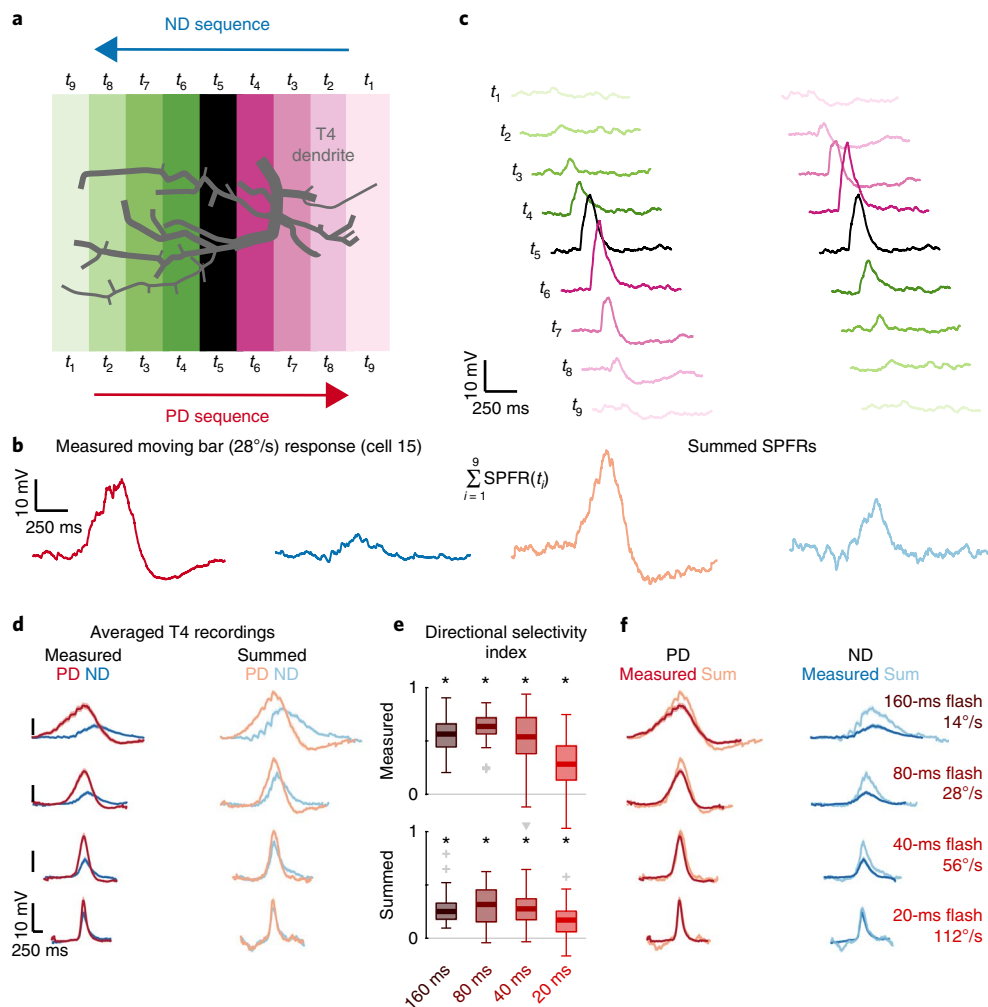 a
ND sequence
t9 t8 t7 t6 t5 t4 t3 t2 t1
T4
dendrite
t1 t2 t3 t4 t5 t6 t7 t8 t9
PD sequence
c
t1
t2
t3
t4
t5
t6
t7
t8
t9
10 mV
250 ms
b
Measured moving bar (28°/s) response (cell 15)
10 mV
250 ms
9
∑ SPFR(ti)
i = 1
Summed SPFRs
d
Averaged T4 recordings
Measured
PD ND
Summed
PD ND
10 mV
250 ms
e
Directional selectivity
index
* * * *
1
Measured
0
* * * *
1
Summed
0
160 ms
80 ms
40 ms
20 ms
f
PD
Measured Sum
ND
Measured Sum
160-ms flash
14°/s
80-ms flash
28°/s
40-ms flash
56°/s
20-ms flash
112°/s